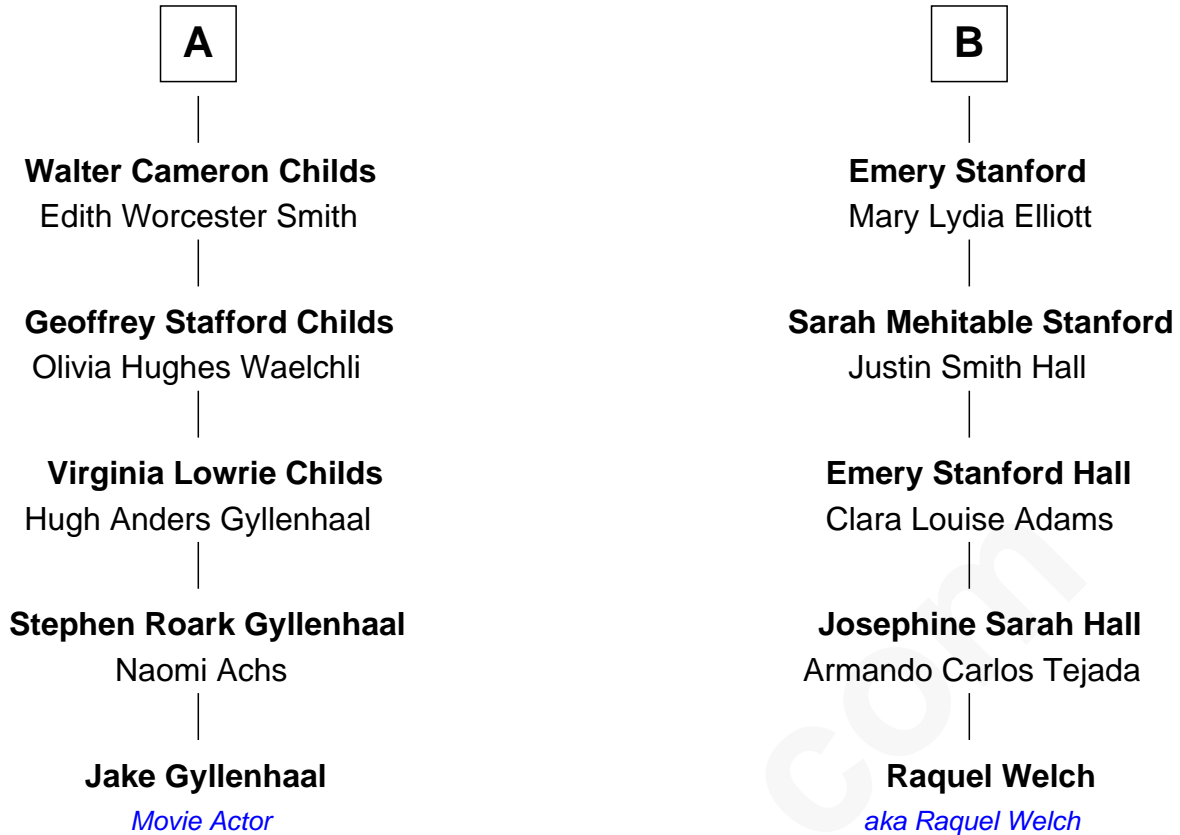 A
Walter Cameron Childs
Edith Worcester Smith
Geoffrey Stafford Childs
Olivia Hughes Waelchli
Virginia Lowrie Childs
Hugh Anders Gyllenhaal
Stephen Roark Gyllenhaal
Naomi Achs
Jake Gyllenhaal
Movie Actor
B
Emery Stanford
Mary Lydia Elliott
Sarah Mehitable Stanford
Justin Smith Hall
Emery Stanford Hall
Clara Louise Adams
Josephine Sarah Hall
Armando Carlos Tejada
Raquel Welch
aka Raquel Welch
com